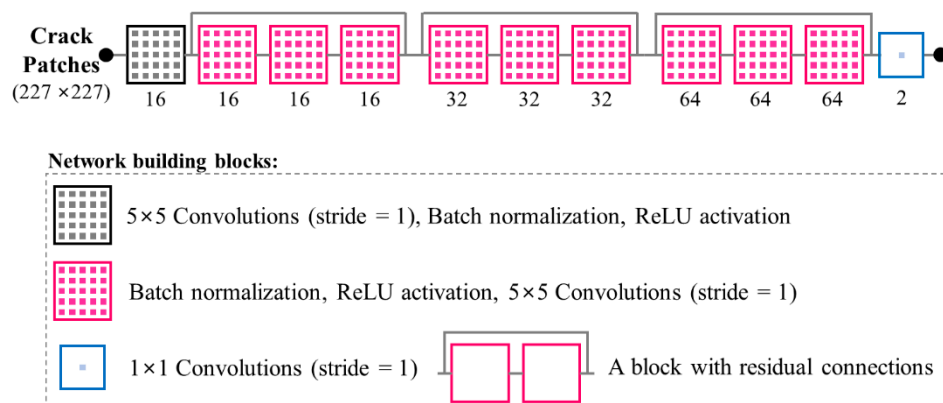 Crack
Patches
(227 ×227)
16 16 16 16 32 32 32 64 64 64 2
Network building blocks:
5×5 Convolutions (stride = 1), Batch normalization, ReLU activation
Batch normalization, ReLU activation, 5×5 Convolutions (stride = 1)
1×1 Convolutions (stride = 1) A block with residual connections